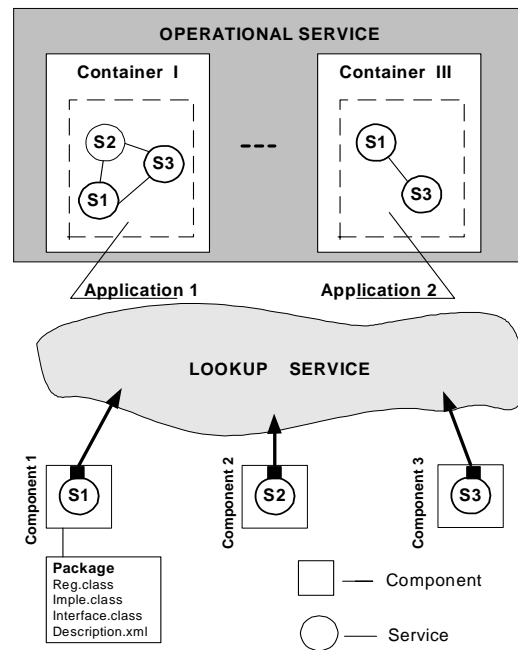 OPERATIONAL SERVICE
Container I
Container III
S2
S3
S1
S1
S3
Application 1
Application 2
LOOKUP SERVICE
Component 1
S1
Component 2
S2
Component 3
S3
Package
Reg.class
Imple.class
Interface.class
Description.xml
Component
Service